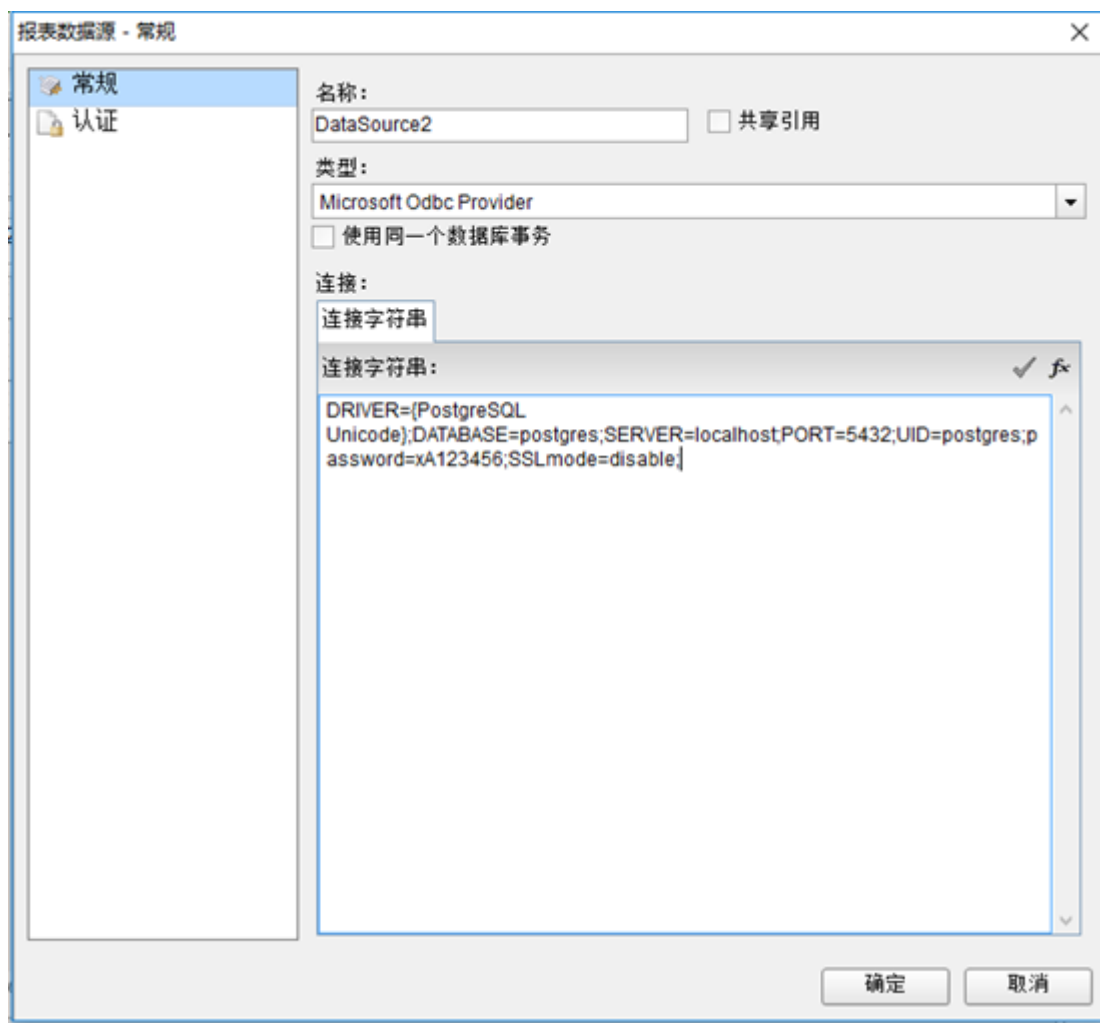 报表数据源 - 常规
常规
认证
名称：
DataSource2
共享引用
类型：
Microsoft Odbc Provider
使用同一个数据库事务
连接：
连接字符串
连接字符串：
fx
DRIVER={PostgreSQL
Unicode};DATABASE=postgres;SERVER=localhost;PORT=5432;UID=postgres;p
assword=xA123456;SSLmode=disable;
确定
取消